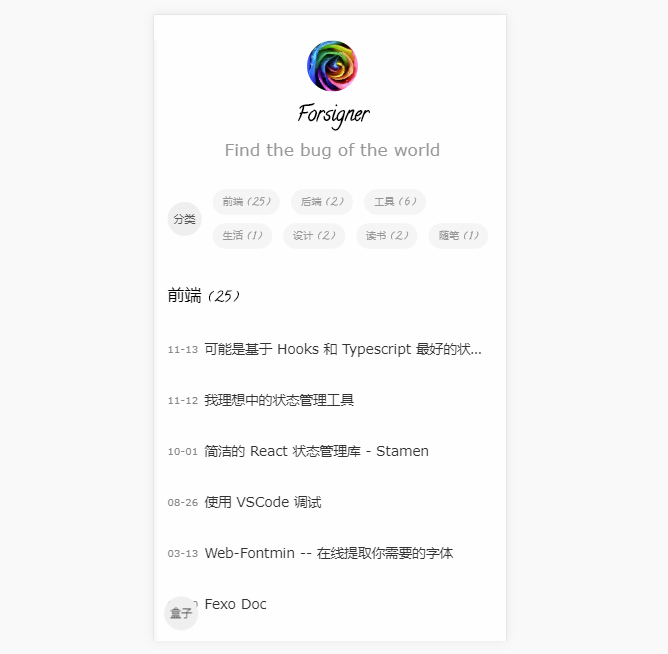 Forsigner
Find the bug of the world
分类
前端 (25) 后端 (2) 工具 (6)
生活 (1) 设计 (2) 读书 (2) 随笔 (1)
前端 (25)
11-13 可能是基于 Hooks 和 Typescript 最好的状...
11-12 我理想中的状态管理工具
10-01 简洁的 React 状态管理库 - Stamen
08-26 使用 VSCode 调试
03-13 Web-Fontmin -- 在线提取你需要的字体
Fexo Doc
盒子